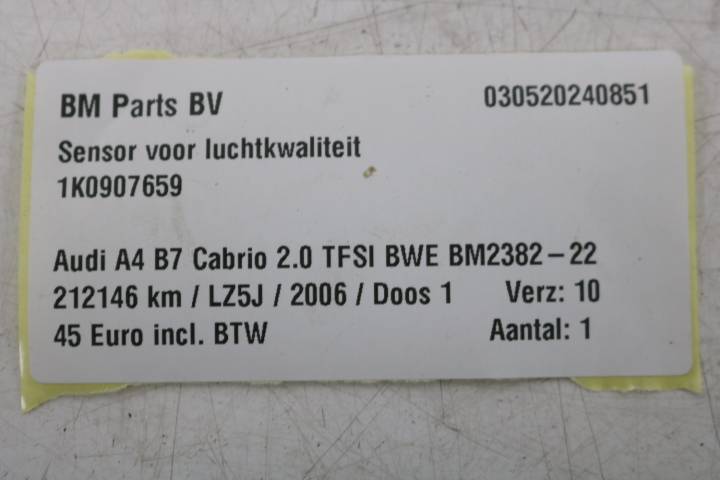 BM Parts BV 030520240851
Sensor voor luchtkwaliteit
1K0907659
Audi A4 B7 Cabrio 2.0 TFSI BWE BM2382-22
212146 km / LZ5J / 2006 / Doos 1 Verz: 10
45 Euro incl. BTW Aantal: 1